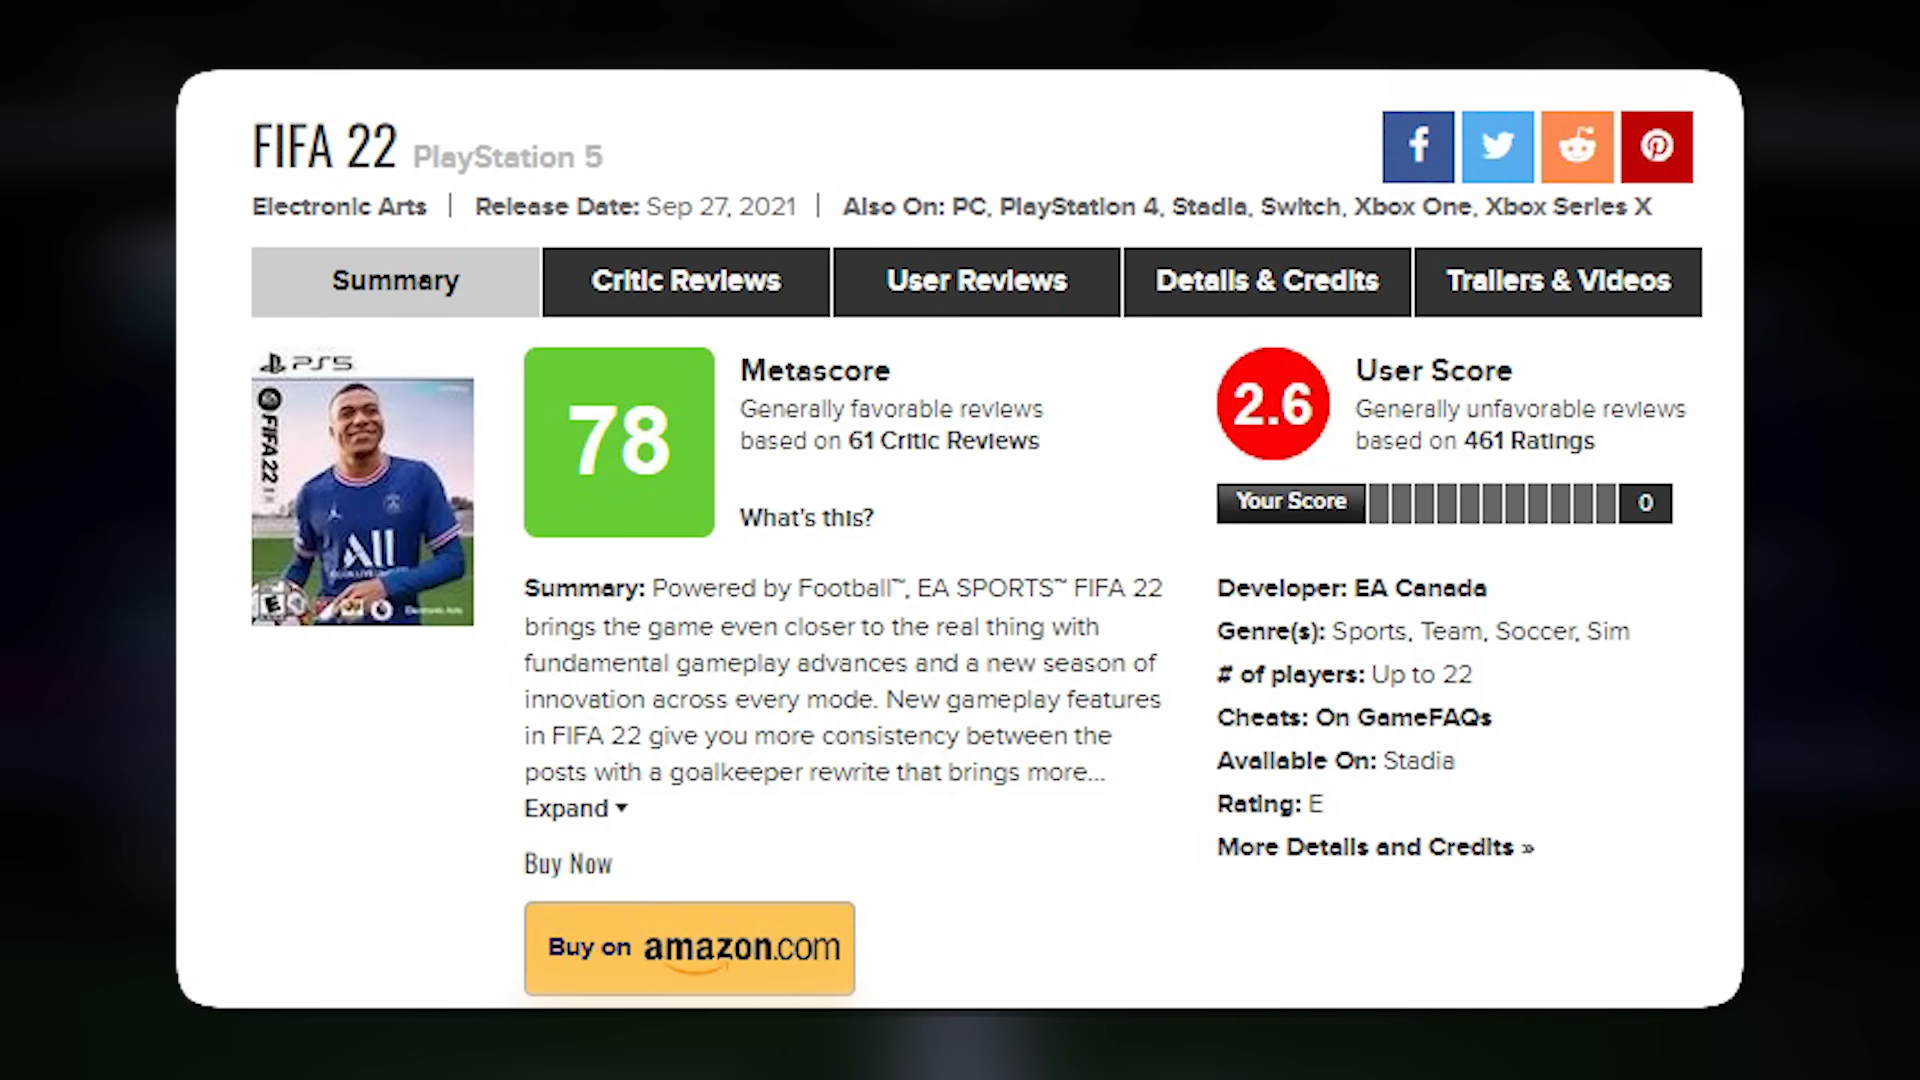 FIFA 22 PlayStation 5
Electronic Arts | Release Date: Sep 27, 2021 | Also On: PC, PlayStation 4, Stadia, Switch, Xbox One, Xbox Series X
Summary
Critic Reviews
User Reviews
Details & Credits
Trailers & Videos
PS5
FIFA 22
All
E
Electronic Arts
78
Metascore
Generally favorable reviews
based on 61 Critic Reviews
What's this?
Summary: Powered by Football™, EA SPORTS™ FIFA 22
brings the game even closer to the real thing with
fundamental gameplay advances and a new season of
innovation across every mode. New gameplay features
in FIFA 22 give you more consistency between the
posts with a goalkeeper rewrite that brings more...
Expand
Buy Now
Buy on amazon.com
2.6
User Score
Generally unfavorable reviews
based on 461 Ratings
Your Score
0
Developer: EA Canada
Genre(s): Sports, Team, Soccer, Sim
# of players: Up to 22
Cheats: On GameFAQs
Available On: Stadia
Rating: E
More Details and Credits »